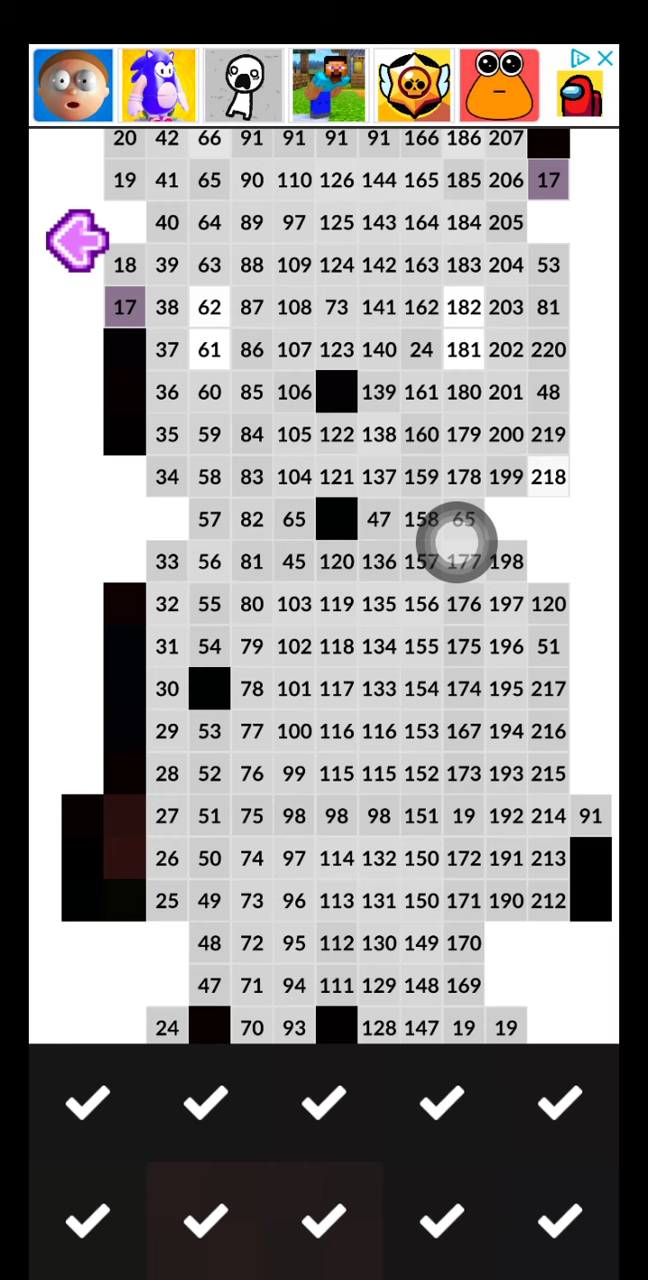 20 42 66 91 91 91 91 166 186 207
19 41 65 90 110 126 144 165 185 206 17
40 64 89 97 125 143 164 184 205
18 39 63 88 109 124 142 163 183 204 53
17 38 62 87 108 73 141 162 182 203 81
37 61 86 107 123 140 24 181 202 220
36 60 85 106 139 161 180 201 48
35 59 84 105 122 138 160 179 200 219
34 58 83 104 121 137 159 178 199 218
57 82 65 47 158 65
33 56 81 45 120 136 157 177 198
32 55 80 103 119 135 156 176 197 120
31 54 79 102 118 134 155 175 196 51
30 78 101 117 133 154 174 195 217
29 53 77 100 116 116 153 167 194 216
28 52 76 99 115 115 152 173 193 215
27 51 75 98 98 98 151 19 192 214 91
26 50 74 97 114 132 150 172 191 213
25 49 73 96 113 131 150 171 190 212
48 72 95 112 130 149 170
47 71 94 111 129 148 169
24 70 93 128 147 19 19